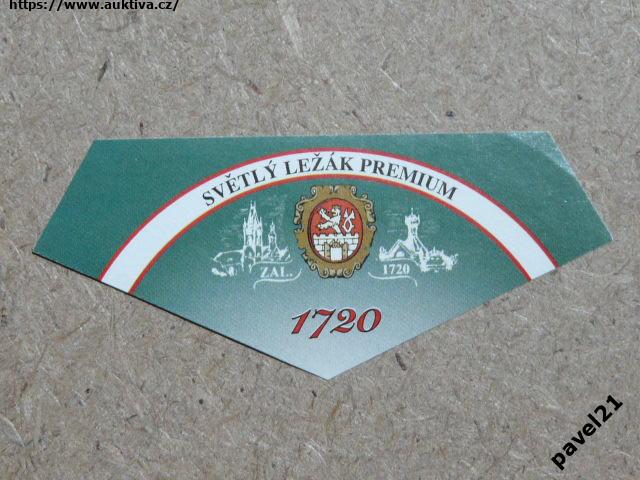 https://www.auktiva.cz/
SVĚTLÝ LEŽÁK PREMIUM
ZAL. 1720
1720
pavel21